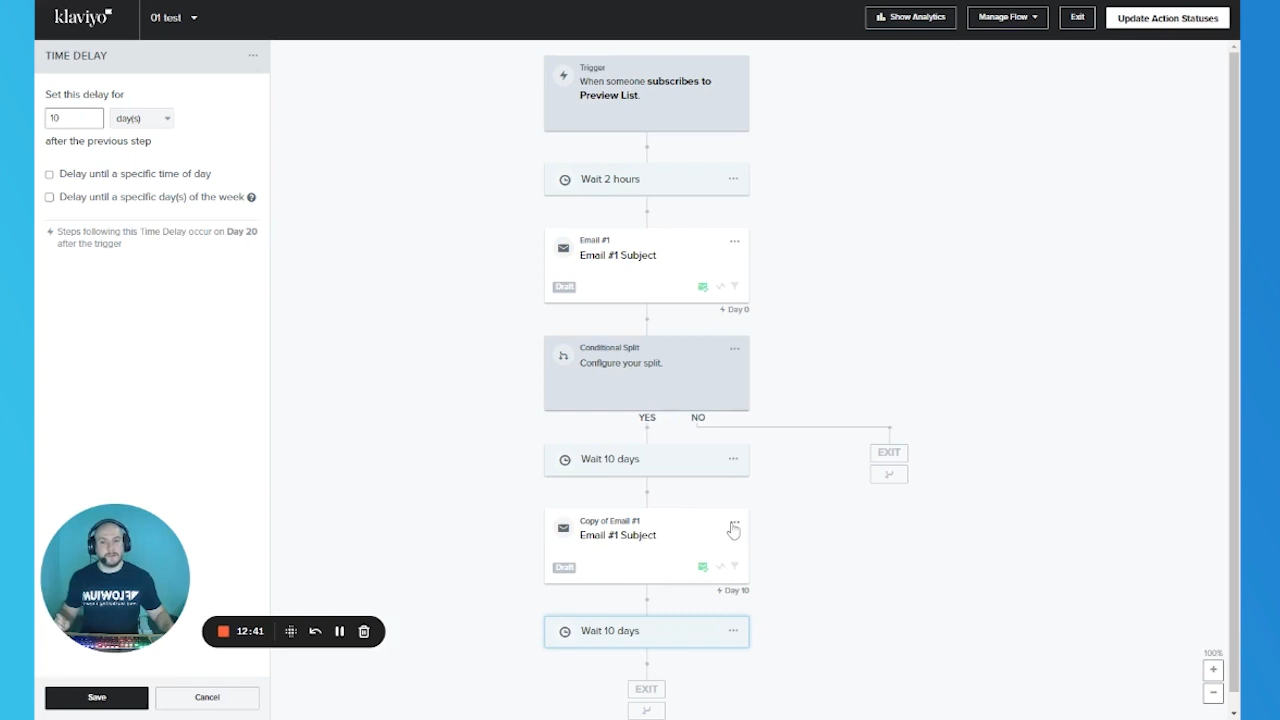 klaviyo
01 test
Show Analytics
Manage Flow
Exit
Update Action Statuses
TIME DELAY
Set this delay for
10
day(s)
after the previous step
Delay until a specific time of day
Delay until a specific day(s) of the week ?
Steps following this Time Delay occur on Day 20
after the trigger
Trigger
When someone subscribes to
Preview List.
Wait 2 hours
Email #1
Email #1 Subject
Draft
Day 0
Conditional Split
Configure your split.
YES
NO
Wait 10 days
EXIT
Copy of Email #1
Email #1 Subject
Draft
Day 10
Wait 10 days
EXIT
FLOWIUM
12:41
Save
Cancel
100%
+
−